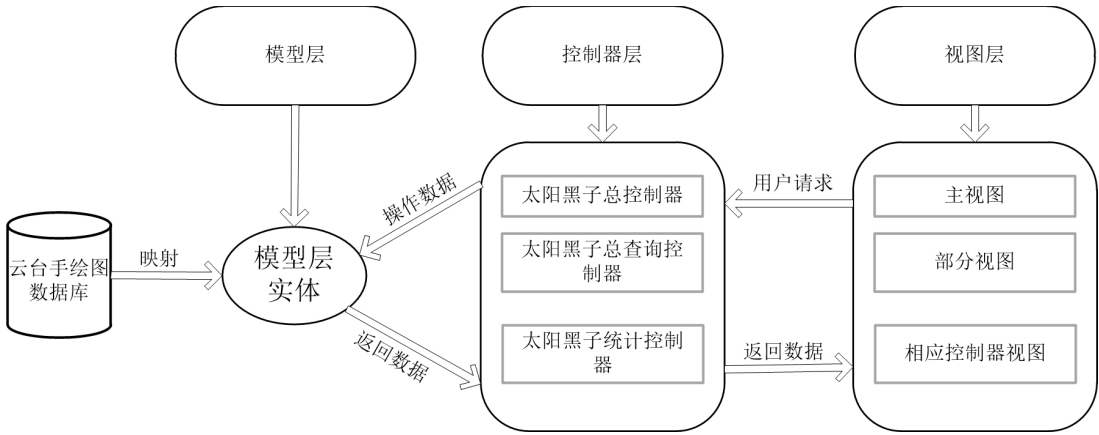 模型层
控制器层
视图层
操作数据
用户请求
太阳黑子总控制器
主视图
云台手绘图
数据库
映射
模型层
实体
太阳黑子总查询控
制器
部分视图
返回数据
太阳黑子统计控制
器
返回数据
相应控制器视图